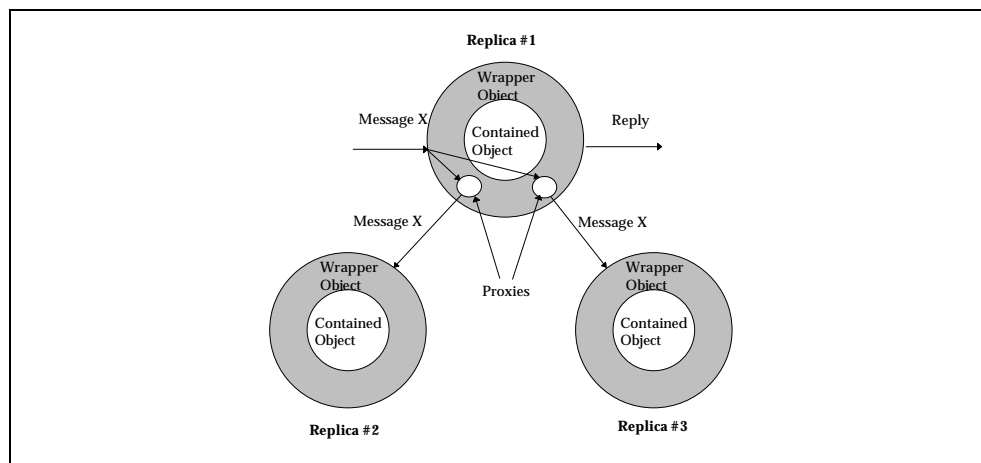 Replica #1
Wrapper
Object
Message X
Contained
Object
Reply
Message X
Message X
Proxies
Wrapper
Object
Contained
Object
Wrapper
Object
Contained
Object
Replica #2
Replica #3